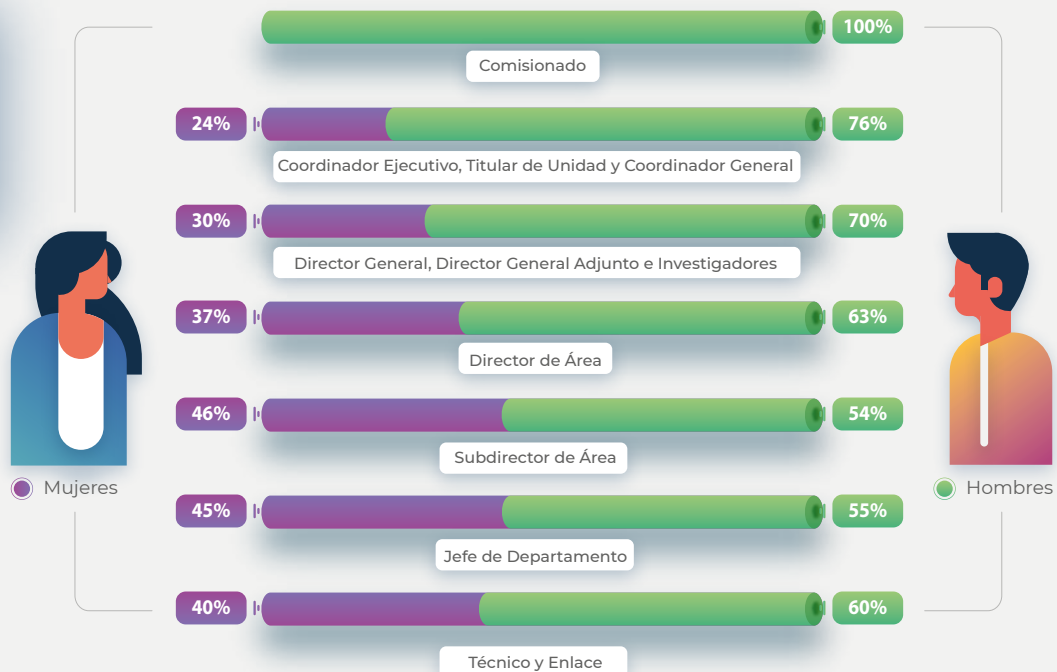 100%
Comisionado
24% 76%
Coordinador Ejecutivo, Titular de Unidad y Coordinador General
30% 70%
Director General, Director General Adjunto e Investigadores
37% 63%
Director de Área
46% 54%
Subdirector de Área
Mujeres Hombres
45% 55%
Jefe de Departamento
40% 60%
Técnico y Enlace